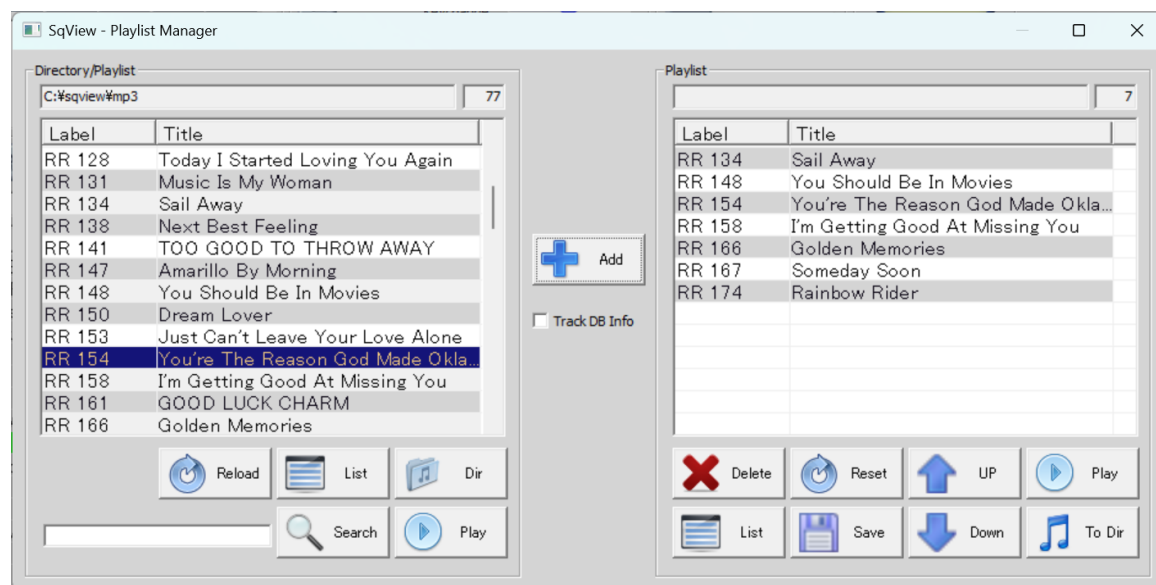 SqView - Playlist Manager
Directory/Playlist
C:¥sqview¥mp3
77
Label Title
RR 128 Today I Started Loving You Again
RR 131 Music Is My Woman
RR 134 Sail Away
RR 138 Next Best Feeling
RR 141 TOO GOOD TO THROW AWAY
RR 147 Amarillo By Morning
RR 148 You Should Be In Movies
RR 150 Dream Lover
RR 153 Just Can't Leave Your Love Alone
RR 154 You're The Reason God Made Okla...
RR 158 I'm Getting Good At Missing You
RR 161 GOOD LUCK CHARM
RR 166 Golden Memories
Reload List Dir
Search Play
Add
Track DB Info
Playlist
7
Label Title
RR 134 Sail Away
RR 148 You Should Be In Movies
RR 154 You're The Reason God Made Okla...
RR 158 I'm Getting Good At Missing You
RR 166 Golden Memories
RR 167 Someday Soon
RR 174 Rainbow Rider
Delete Reset UP Play
List Save Down To Dir